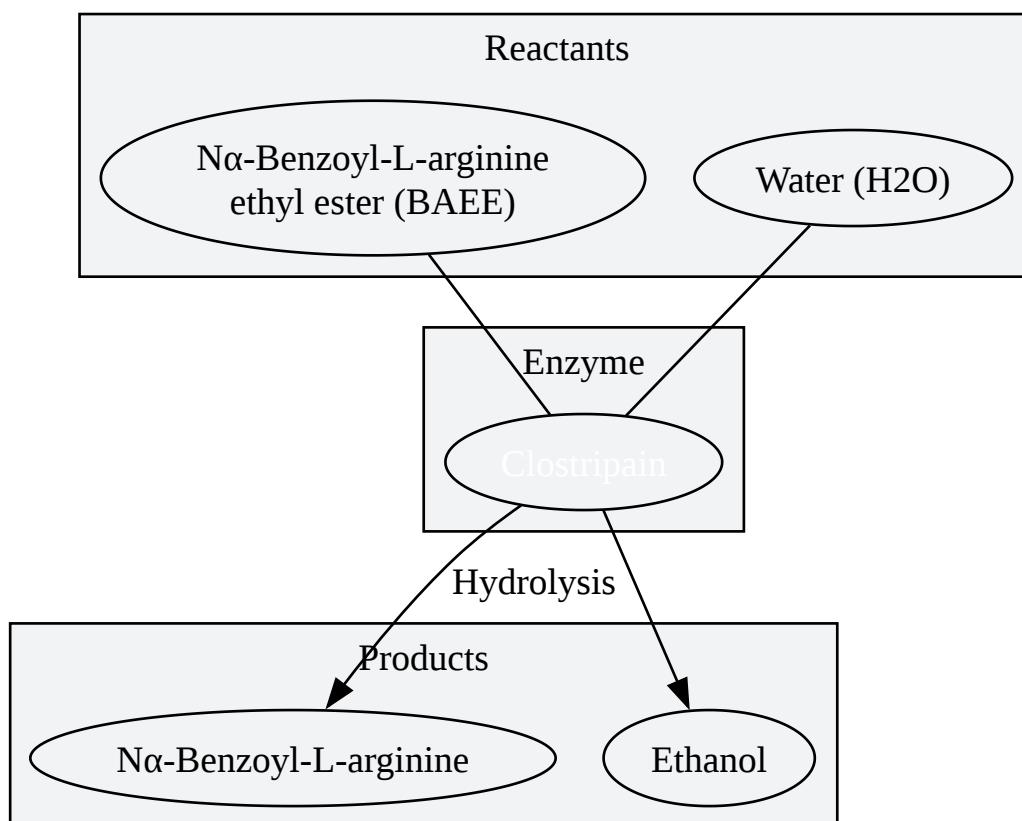 Reactants
Nα-Benzoyl-L-arginine
ethyl ester (BAEE)
Water (H2O)
Enzyme
Clostripain
Hydrolysis
Products
Nα-Benzoyl-L-arginine
Ethanol